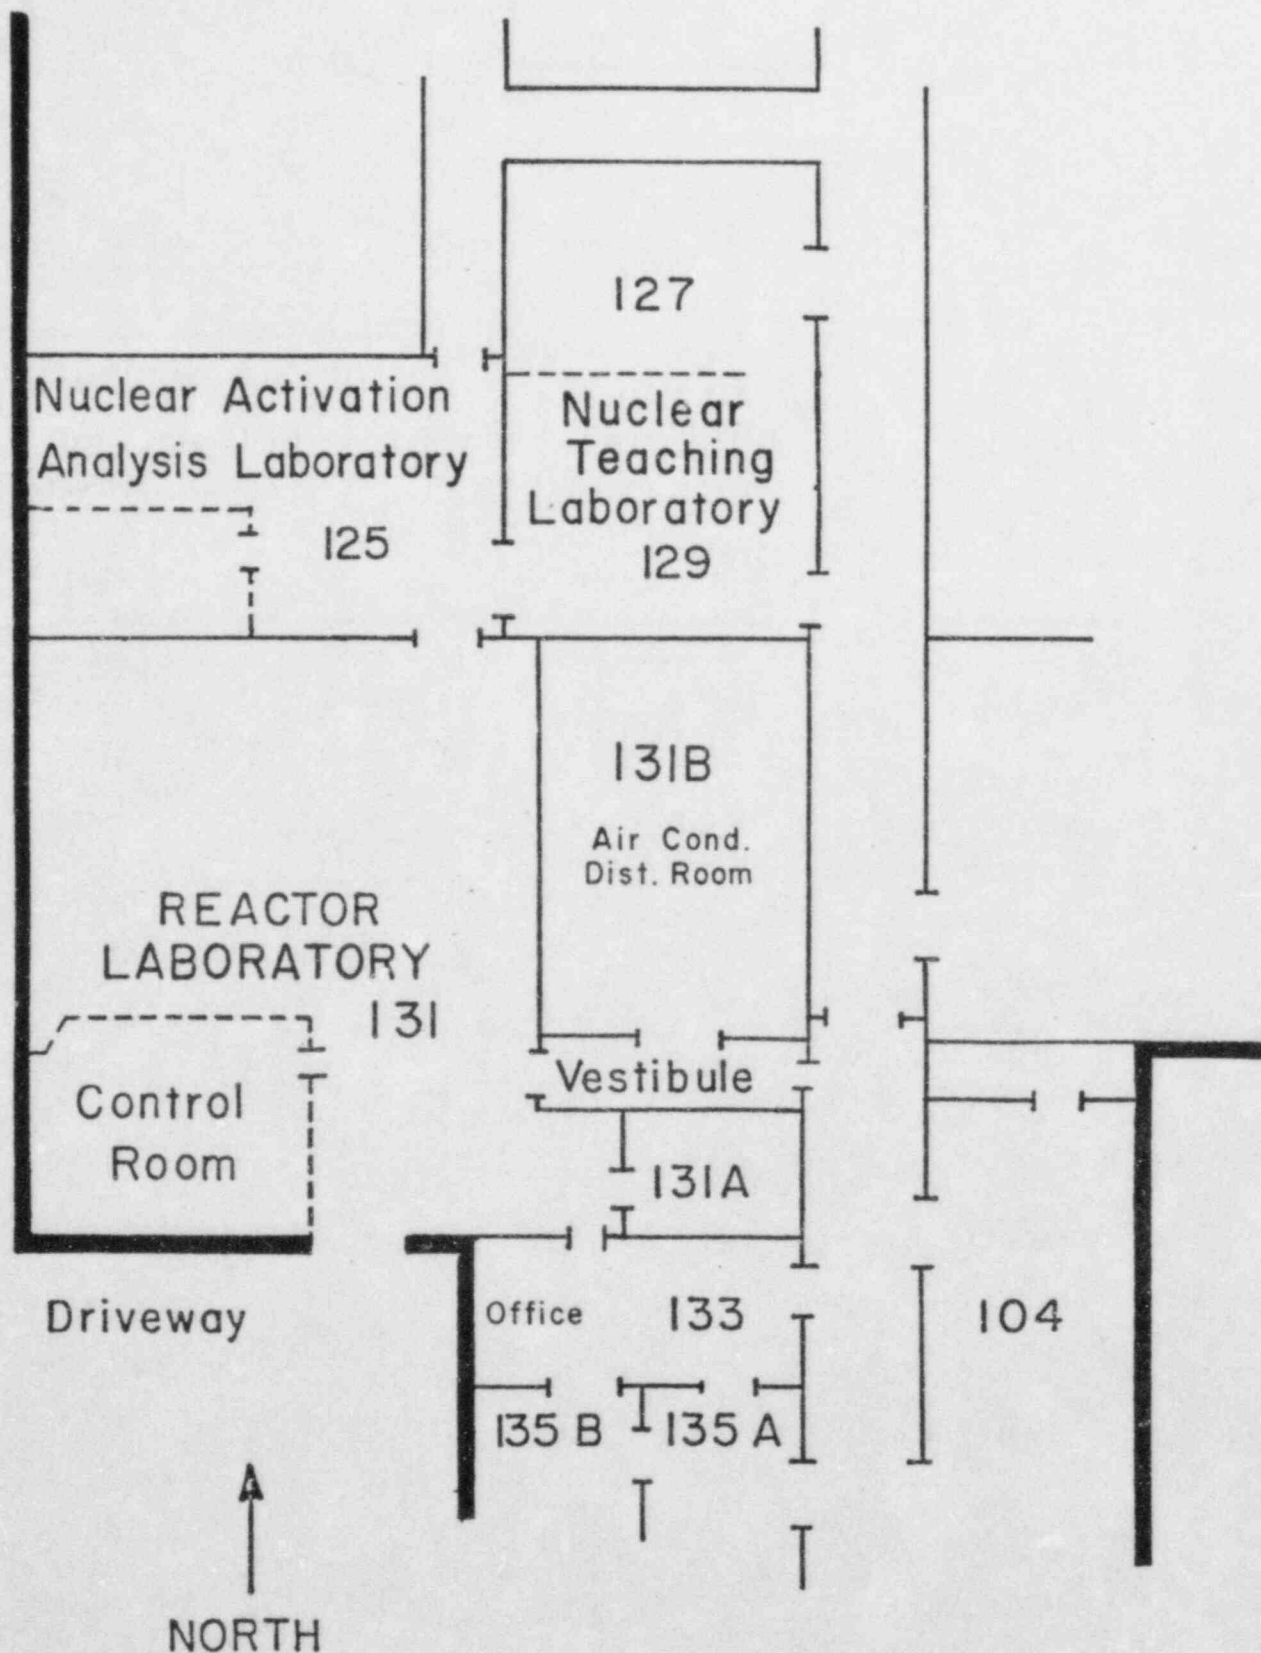 127
Nuclear Activation
Analysis Laboratory
125
Nuclear
Teaching
Laboratory
129
131B
Air Cond.
Dist. Room
REACTOR
LABORATORY
131
Control
Room
Vestibule
131A
Driveway
Office
133
104
135 B
135 A
NORTH